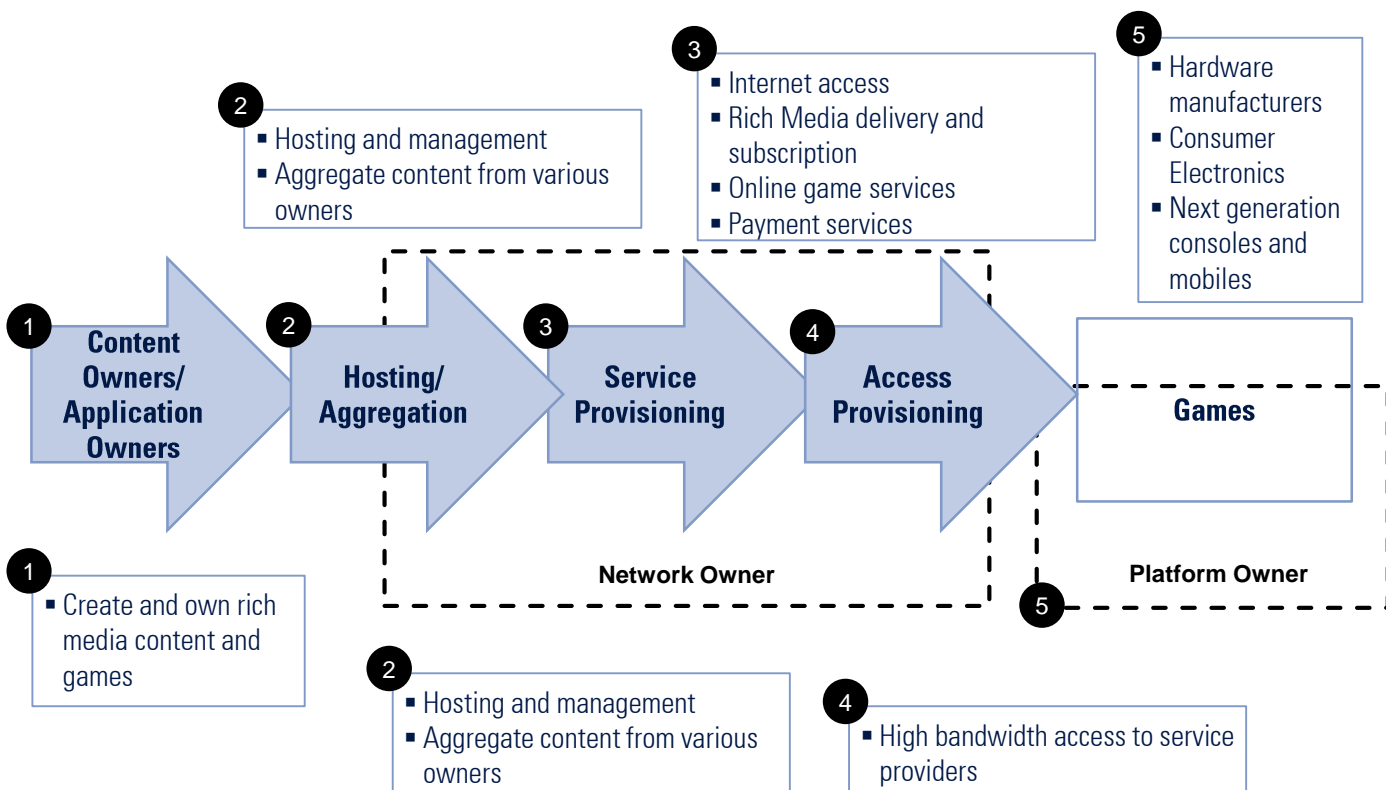 3
▪ Internet access
▪ Rich Media delivery and
subscription
▪ Online game services
▪ Payment services
5
▪ Hardware
manufacturers
▪ Consumer
Electronics
▪ Next generation
consoles and
mobiles
2
▪ Hosting and management
▪ Aggregate content from various
owners
1
Content
Owners/
Application
Owners
2
Hosting/
Aggregation
3
Service
Provisioning
4
Access
Provisioning
Games
Network Owner
Platform Owner
5
1
▪ Create and own rich
media content and
games
2
▪ Hosting and management
▪ Aggregate content from various
owners
4
▪ High bandwidth access to service
providers